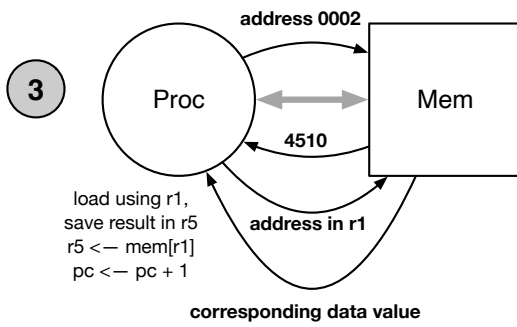 address 0002
3
Proc
Mem
4510
load using r1,
save result in r5
r5 <— mem[r1]
pc <— pc + 1
address in r1
corresponding data value